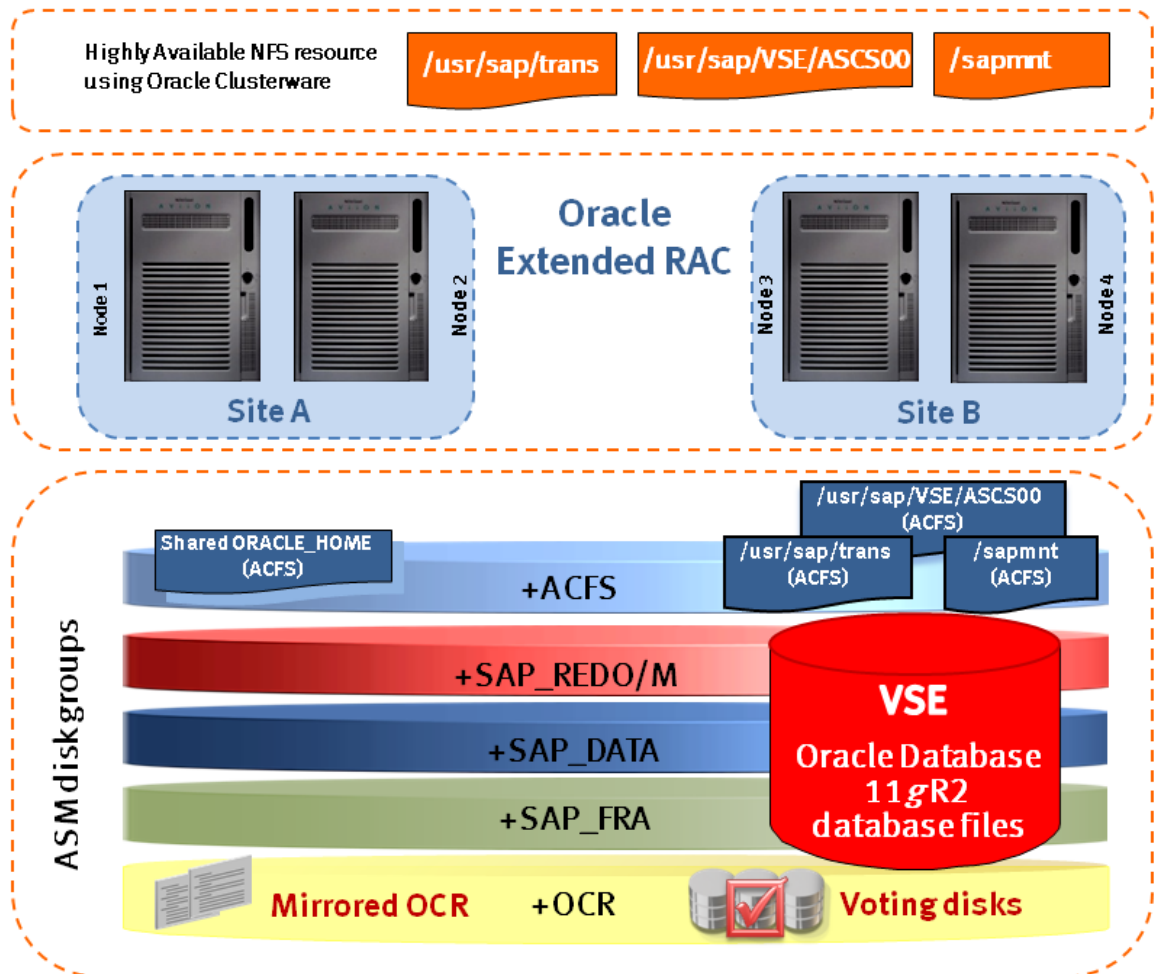 Highly Available NFS resource
using Oracle Clusterware
/usr/sap/trans
/usr/sap/VSE/ASCS00
/sapmnt
Oracle
Extended RAC
Node 1
Node 2
Node 3
Node 4
Site A
Site B
ASM diskgroups
Shared ORACLE_HOME
(ACFS)
/usr/sap/VSE/ASCS00
(ACFS)
/usr/sap/trans
(ACFS)
/sapmnt
(ACFS)
+ACFS
+SAP_REDO/M
+SAP_DATA
+SAP_FRA
VSE
Oracle Database
11gR2
database files
Mirrored OCR
+OCR
Voting disks